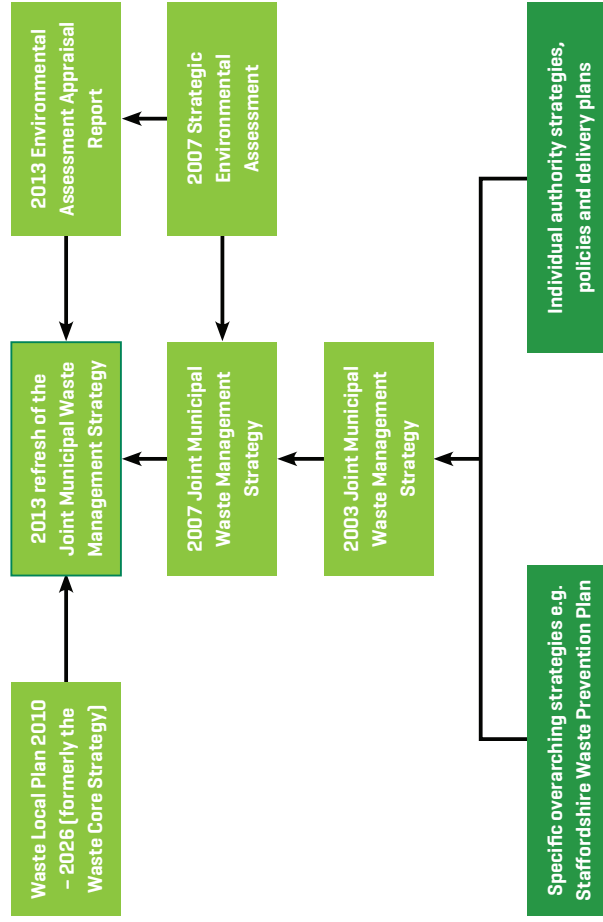 Waste Local Plan 2010
– 2026 (formerly the
Waste Core Strategy)
2013 refresh of the
Joint Municipal Waste
Management Strategy
2013 Environmental
Assessment Appraisal
Report
2007 Joint Municipal
Waste Management
Strategy
2007 Strategic
Environmental
Assessment
2003 Joint Municipal
Waste Management
Strategy
Specific overarching strategies e.g.
Staffordshire Waste Prevention Plan
Individual authority strategies,
policies and delivery plans